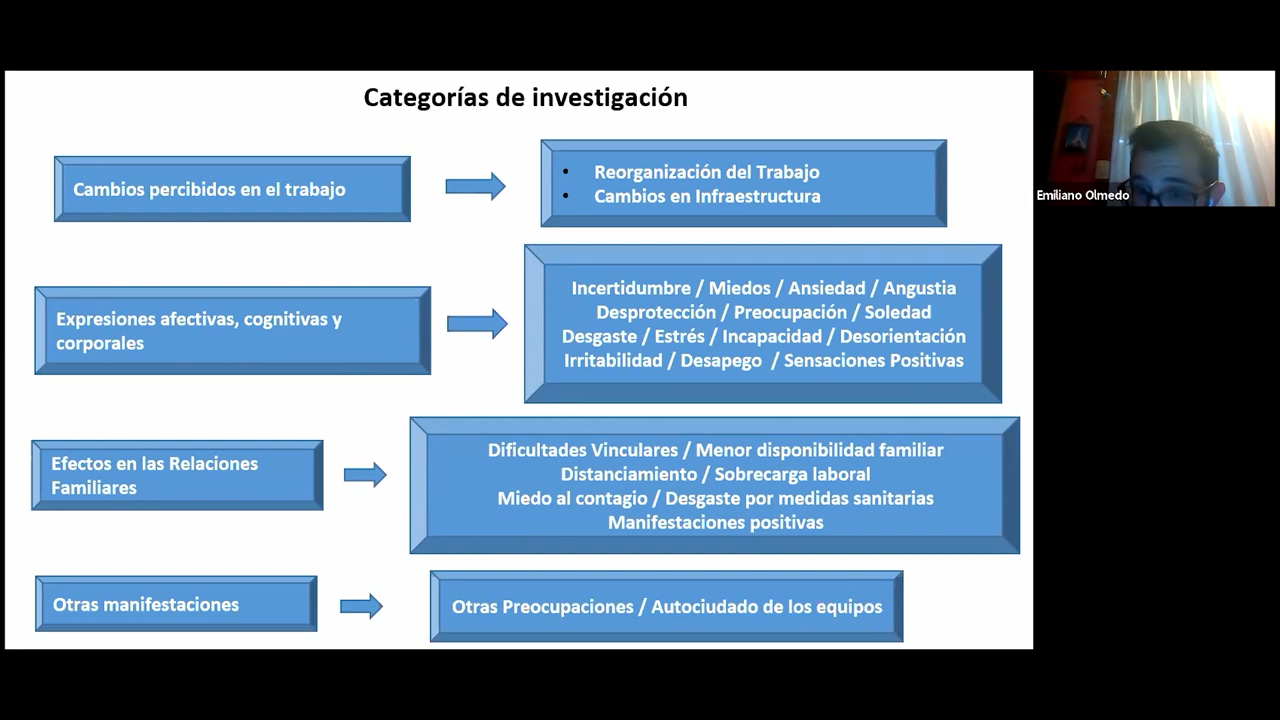 Categorías de investigación
Cambios percibidos en el trabajo
• Reorganización del Trabajo
• Cambios en Infraestructura
Expresiones afectivas, cognitivas y
corporales
Incertidumbre / Miedos / Ansiedad / Angustia
Desprotección / Preocupación / Soledad
Desgaste / Estrés / Incapacidad / Desorientación
Irritabilidad / Desapego / Sensaciones Positivas
Efectos en las Relaciones
Familiares
Dificultades Vinculares / Menor disponibilidad familiar
Distanciamiento / Sobrecarga laboral
Miedo al contagio / Desgaste por medidas sanitarias
Manifestaciones positivas
Otras manifestaciones
Otras Preocupaciones / Autociudado de los equipos
Emiliano Olmedo